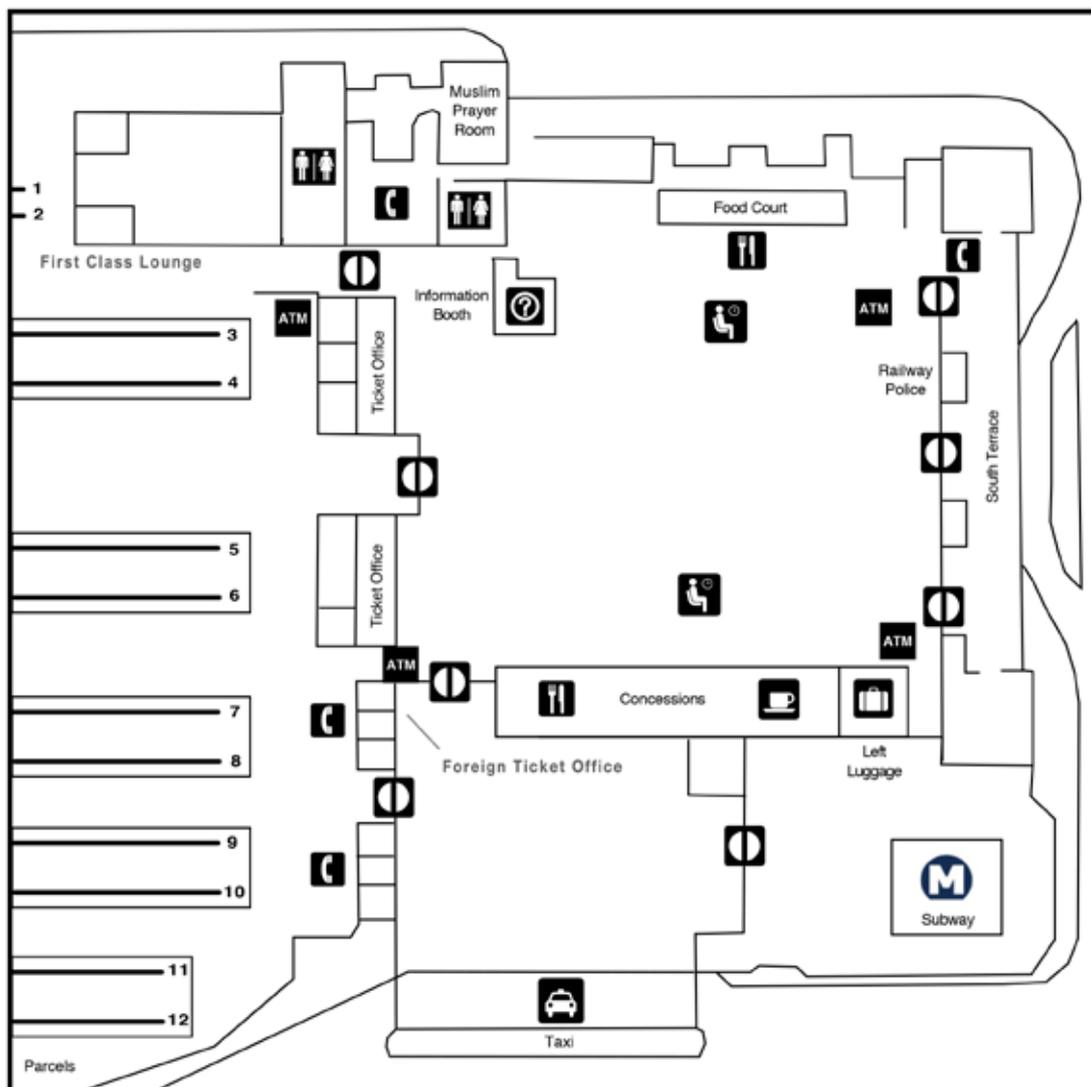 Muslim
Prayer
Room
1
2
Food Court
First Class Lounge
Information
Booth
?
ATM
ATM
3
4
Ticket Office
Railway
Police
South Terrace
5
6
Ticket Office
ATM
ATM
7
8
Concessions
Foreign Ticket Office
Left
Luggage
9
10
M
Subway
11
12
Taxi
Parcels